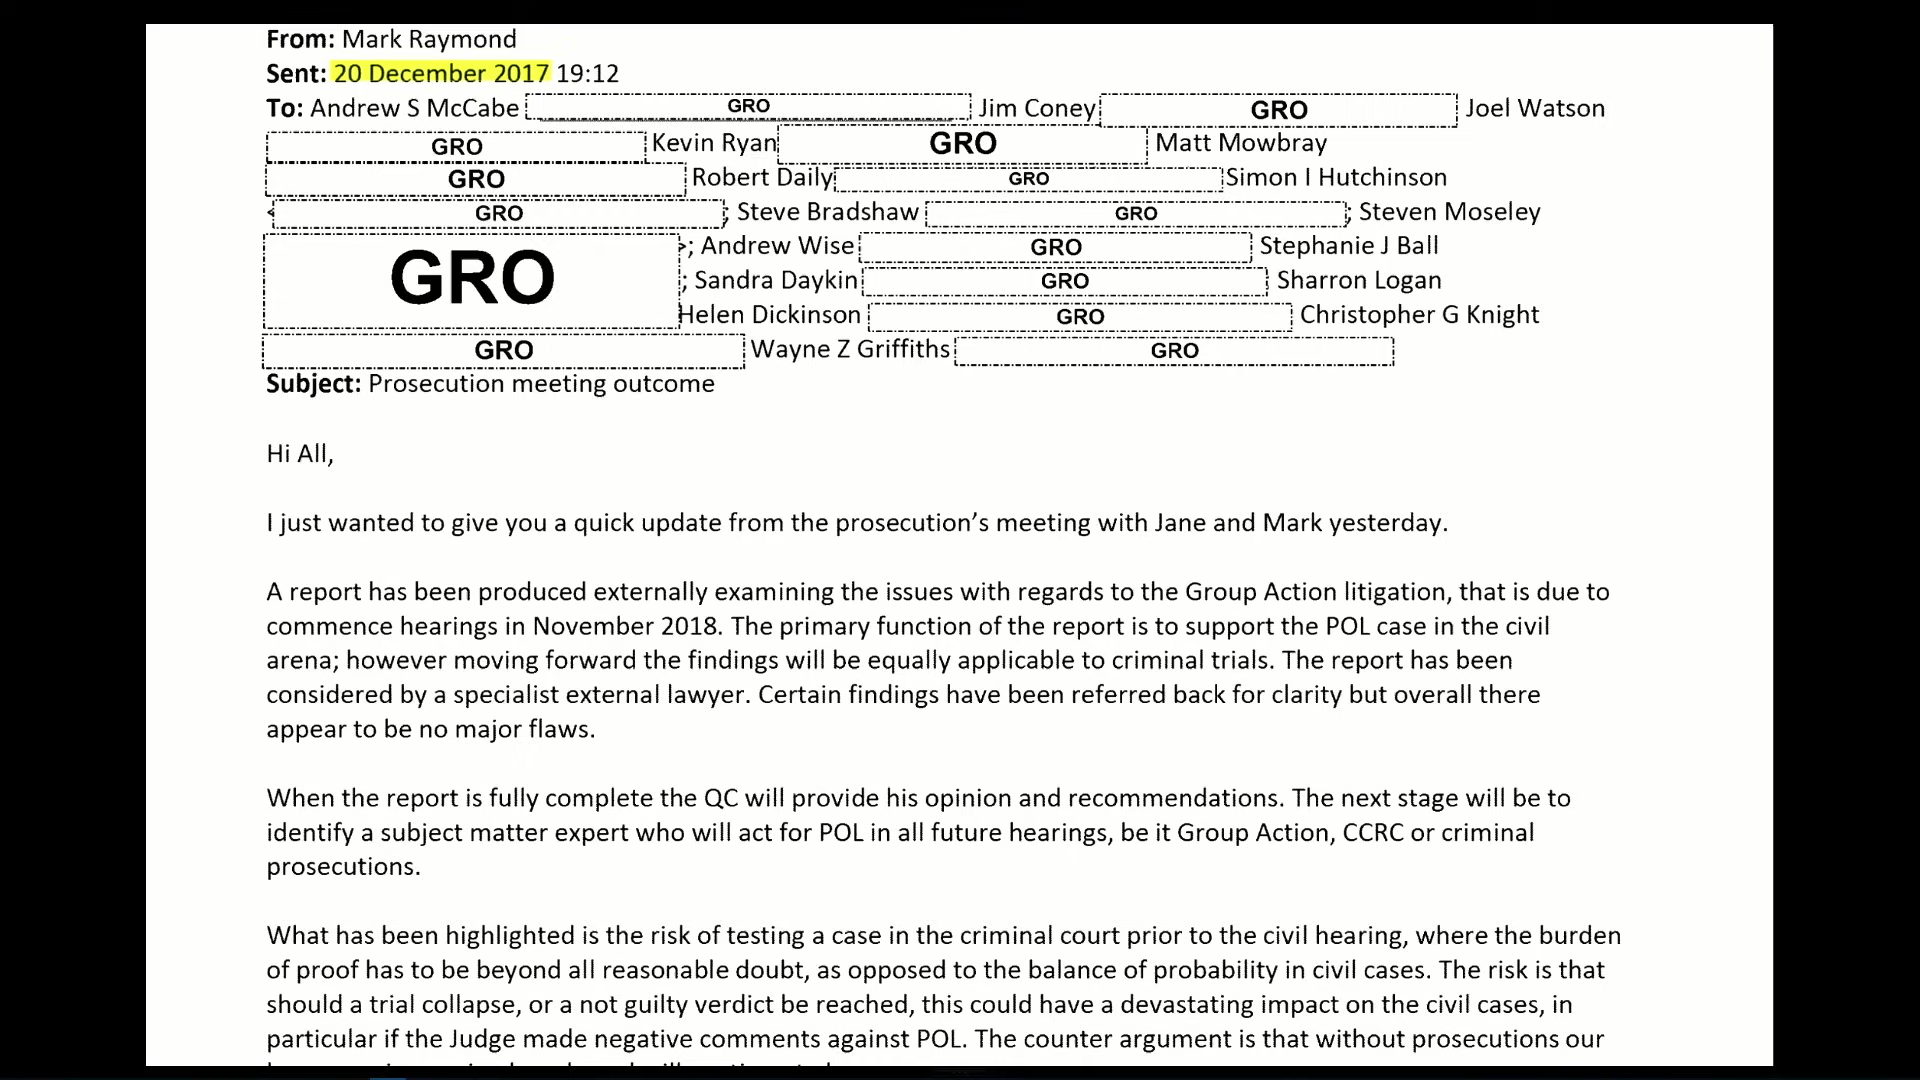 From: Mark Raymond
Sent: 20 December 2017 19:12
To: Andrew S McCabe GRO Jim Coney GRO Joel Watson
GRO Kevin Ryan GRO Matt Mowbray
GRO Robert Daily GRO Simon I Hutchinson
< GRO ; Steve Bradshaw GRO ; Steven Moseley
GRO >; Andrew Wise GRO Stephanie J Ball
; Sandra Daykin GRO Sharron Logan
Helen Dickinson GRO Christopher G Knight
GRO Wayne Z Griffiths GRO
Subject: Prosecution meeting outcome
Hi All,
I just wanted to give you a quick update from the prosecution’s meeting with Jane and Mark yesterday.
A report has been produced externally examining the issues with regards to the Group Action litigation, that is due to
commence hearings in November 2018. The primary function of the report is to support the POL case in the civil
arena; however moving forward the findings will be equally applicable to criminal trials. The report has been
considered by a specialist external lawyer. Certain findings have been referred back for clarity but overall there
appear to be no major flaws.
When the report is fully complete the QC will provide his opinion and recommendations. The next stage will be to
identify a subject matter expert who will act for POL in all future hearings, be it Group Action, CCRC or criminal
prosecutions.
What has been highlighted is the risk of testing a case in the criminal court prior to the civil hearing, where the burden
of proof has to be beyond all reasonable doubt, as opposed to the balance of probability in civil cases. The risk is that
should a trial collapse, or a not guilty verdict be reached, this could have a devastating impact on the civil cases, in
particular if the Judge made negative comments against POL. The counter argument is that without prosecutions our